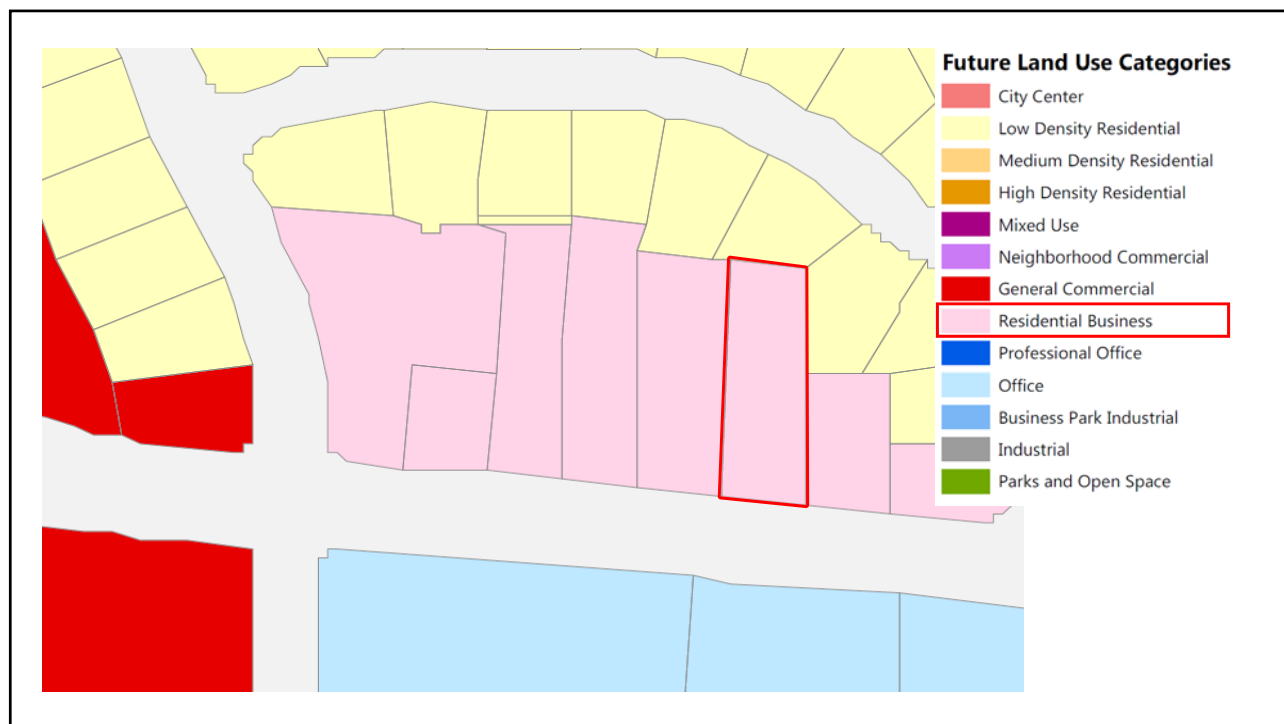 Future Land Use Categories
City Center
Low Density Residential
Medium Density Residential
High Density Residential
Mixed Use
Neighborhood Commercial
General Commercial
Residential Business
Professional Office
Office
Business Park Industrial
Industrial
Parks and Open Space